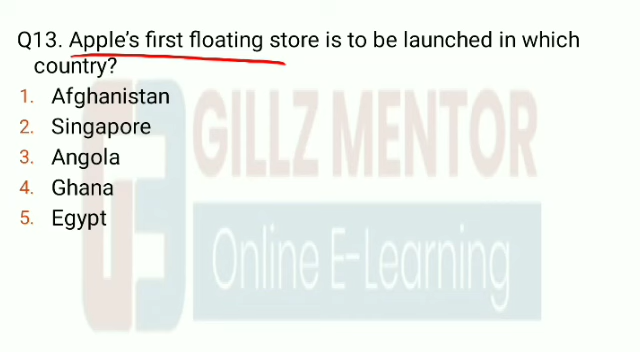 Q13. Apple's first floating store is to be launched in which
country?
1. Afghanistan
2. Singapore
3. Angola
4. Ghana
5. Egypt
GILLZ MENTOR
Online E-Learning